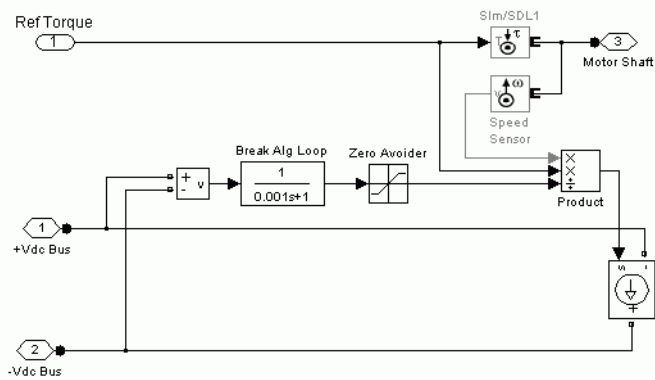 Ref Torque
1
Slm/SDL1
T
τ
3
Motor Shaft
v
ω
Speed
Sensor
Break Alg Loop
Zero Avoider
+
-
v
1
0.001s+1
×
×
÷
Product
1
+Vdc Bus
s
-
+
2
-Vdc Bus